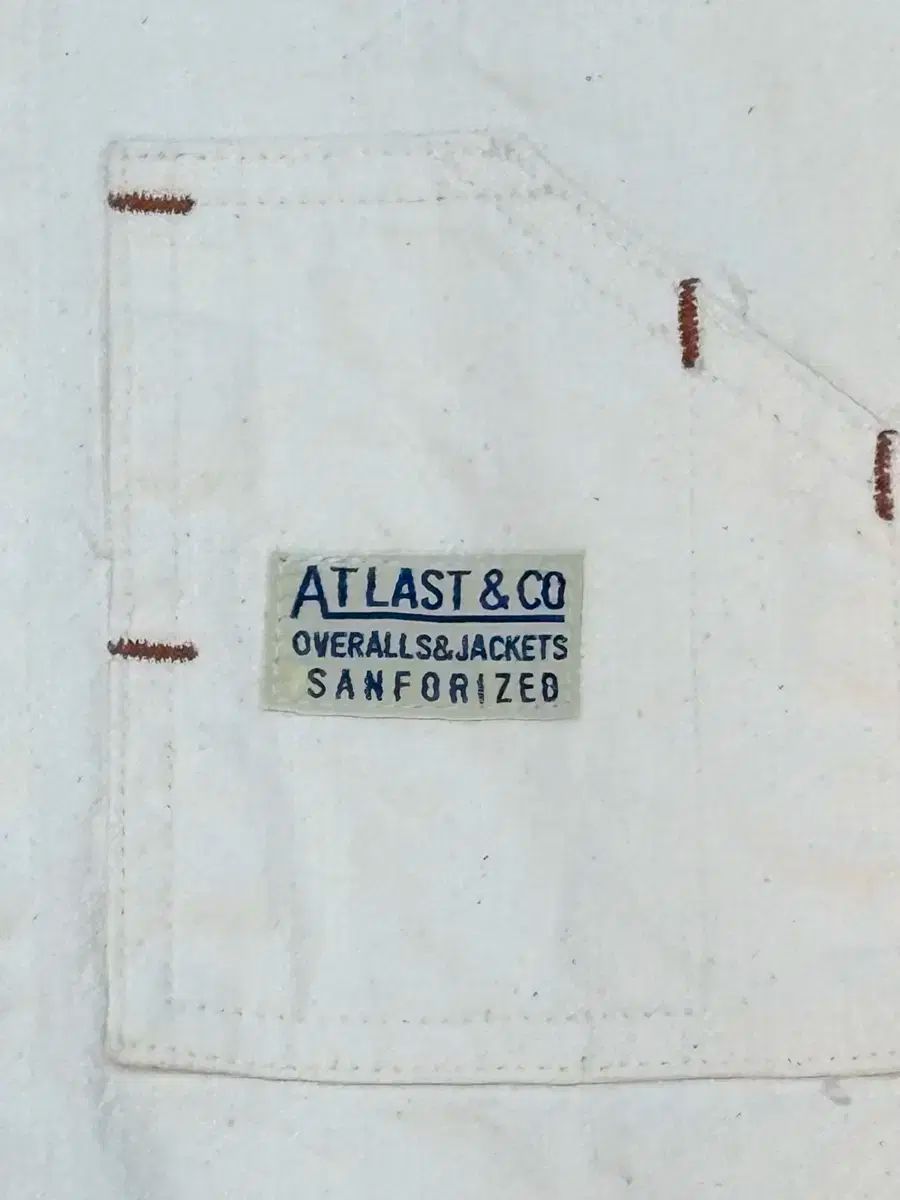 AT LAST & CO
OVERALLS&JACKETS
SANFORIZED